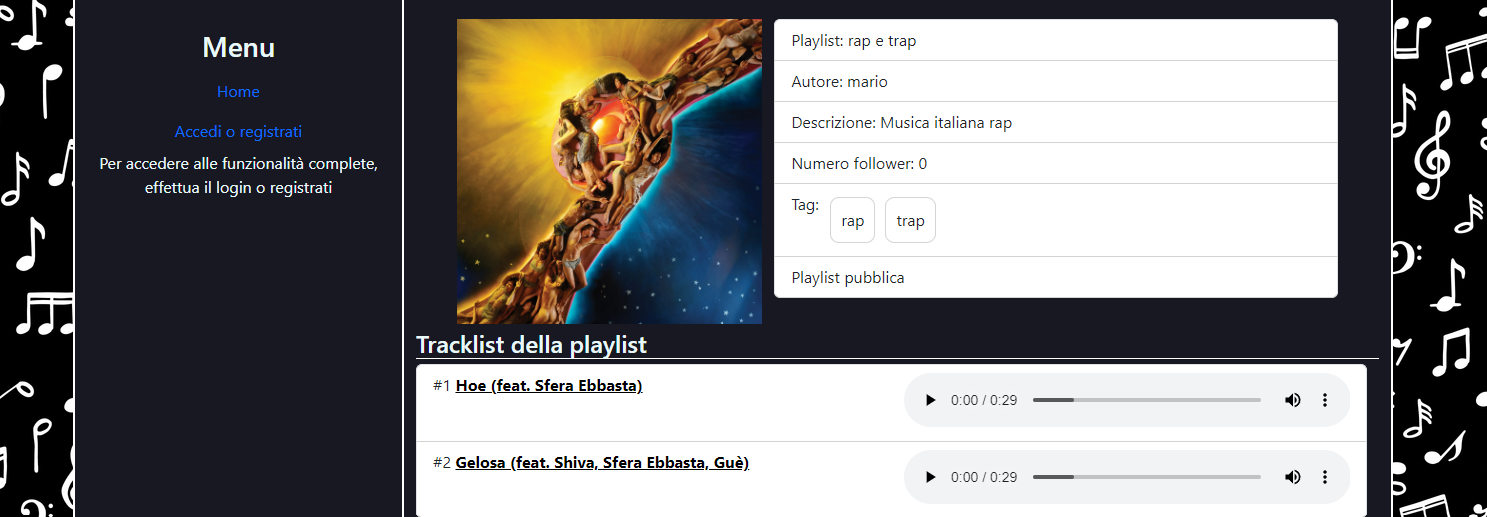 Menu
Home
Accedi o registrati
Per accedere alle funzionalità complete,
effettua il login o registrati
Playlist: rap e trap
Autore: mario
Descrizione: Musica italiana rap
Numero follower: 0
Tag: rap trap
Playlist pubblica
Tracklist della playlist
#1 Hoe (feat. Sfera Ebbasta) 0:00 / 0:29
#2 Gelosa (feat. Shiva, Sfera Ebbasta, Guè) 0:00 / 0:29